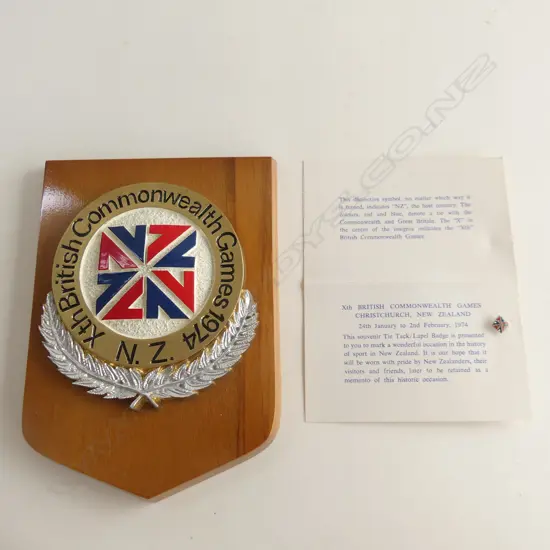 Xth British Commonwealth Games 1974
N. Z.
This distinctive symbol, no matter which way it
is turned, indicates "NZ", the host country. The
colours, red and blue, denote a tie with the
Commonwealth and Great Britain. The "X" in
the centre of the insignia indicates the "Xth"
British Commonwealth Games.
Xth BRITISH COMMONWEALTH GAMES
CHRISTCHURCH, NEW ZEALAND
24th January to 2nd February, 1974
This souvenir Tie Tack/Lapel Badge is presented
to you to mark a wonderful occasion in the history
of sport in New Zealand. It is our hope that it
will be worn with pride by New Zealanders, their
visitors and friends, later to be retained as a
memento of this historic occasion.